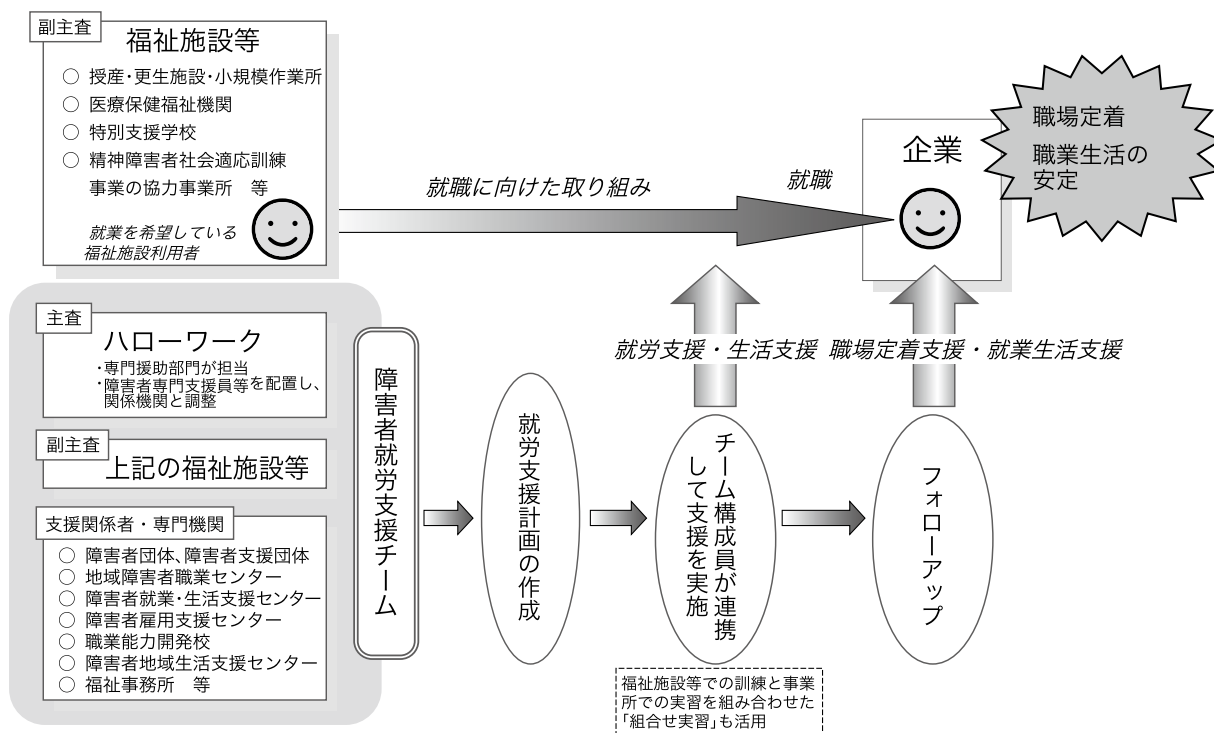 副主査
福祉施設等
○ 授産・更生施設・小規模作業所
○ 医療保健福祉機関
○ 特別支援学校
○ 精神障害者社会適応訓練
事業の協力事業所　等
就業を希望している
福祉施設利用者
就職に向けた取り組み
就職
企業
職場定着
職業生活の
安定
主査
ハローワーク
・専門援助部門が担当
・障害者専門支援員等を配置し、
関係機関と調整
副主査
上記の福祉施設等
支援関係者・専門機関
○ 障害者団体、障害者支援団体
○ 地域障害者職業センター
○ 障害者就業・生活支援センター
○ 障害者雇用支援センター
○ 職業能力開発校
○ 障害者地域生活支援センター
○ 福祉事務所　等
障害者就労支援チーム
就労支援計画の作成
就労支援・生活支援
チーム構成員が連携
して支援を実施
職場定着支援・就業生活支援
フォローアップ
福祉施設等での訓練と事業
所での実習を組み合わせた
「組合せ実習」も活用